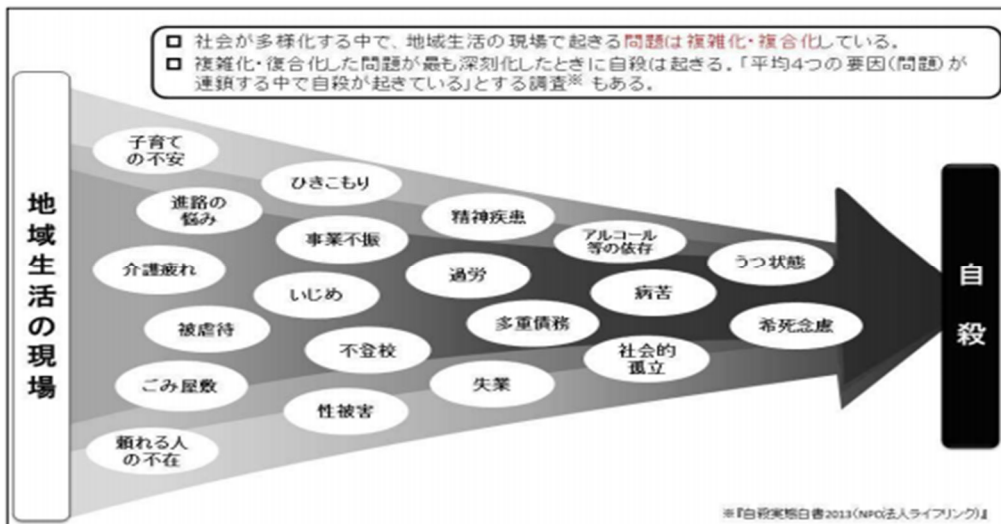 □ 社会が多様化する中で、地域生活の現場で起きる問題は複雑化・複合化している。
□ 複雑化・複合化した問題が最も深刻化したときに自殺は起きる。「平均4つの要因(問題)が
連鎖する中で自殺が起きている」とする調査※ もある。
地域生活の現場
子育て
の不安
進路の
悩み
介護疲れ
被虐待
ごみ屋敷
頼れる人
の不在
ひきこもり
事業不振
いじめ
不登校
性被害
精神疾患
過労
多重債務
失業
アルコール
等の依存
病苦
社会的
孤立
うつ状態
希死念慮
自殺
※『自殺実態白書2013(NPO法人ライフリンク)』